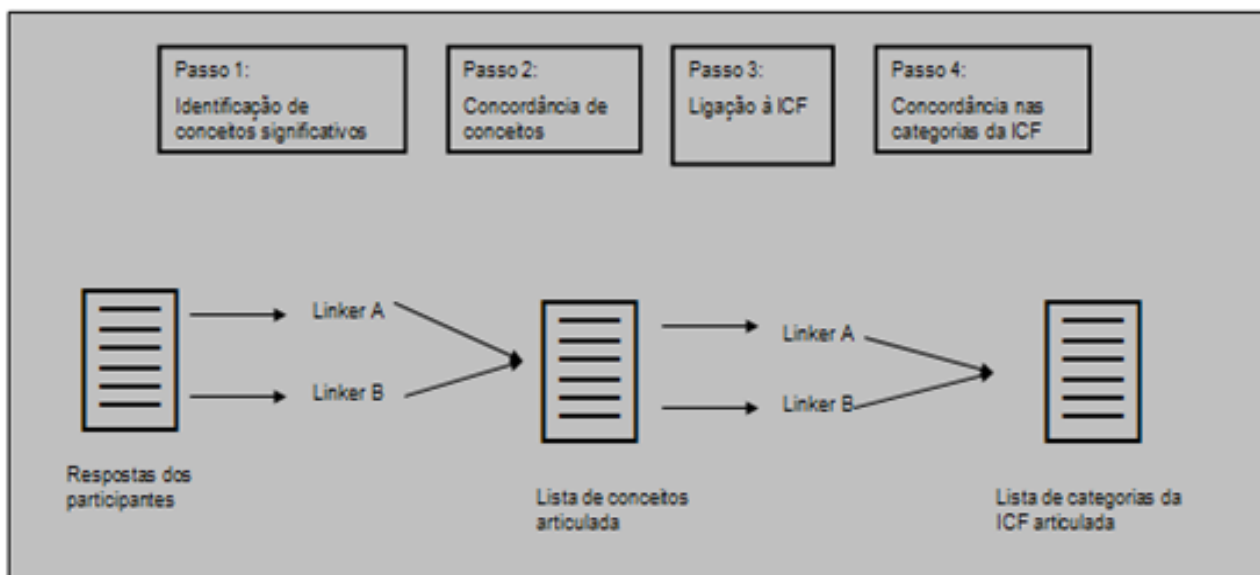 Passo 1:
Identificação de
conceitos significativos
Passo 2:
Concordância de
conceitos
Passo 3:
Ligação à ICF
Passo 4:
Concordância nas
categorias da ICF
Linker A
Linker B
Linker A
Linker B
Respostas dos
participantes
Lista de conceitos
articulada
Lista de categorias da
ICF articulada